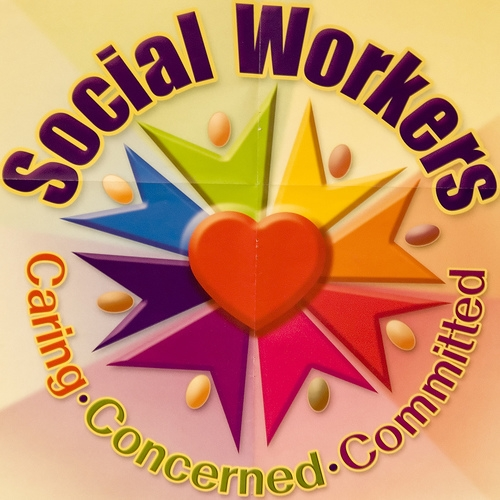 Social Workers
Caring · Concerned · Committed